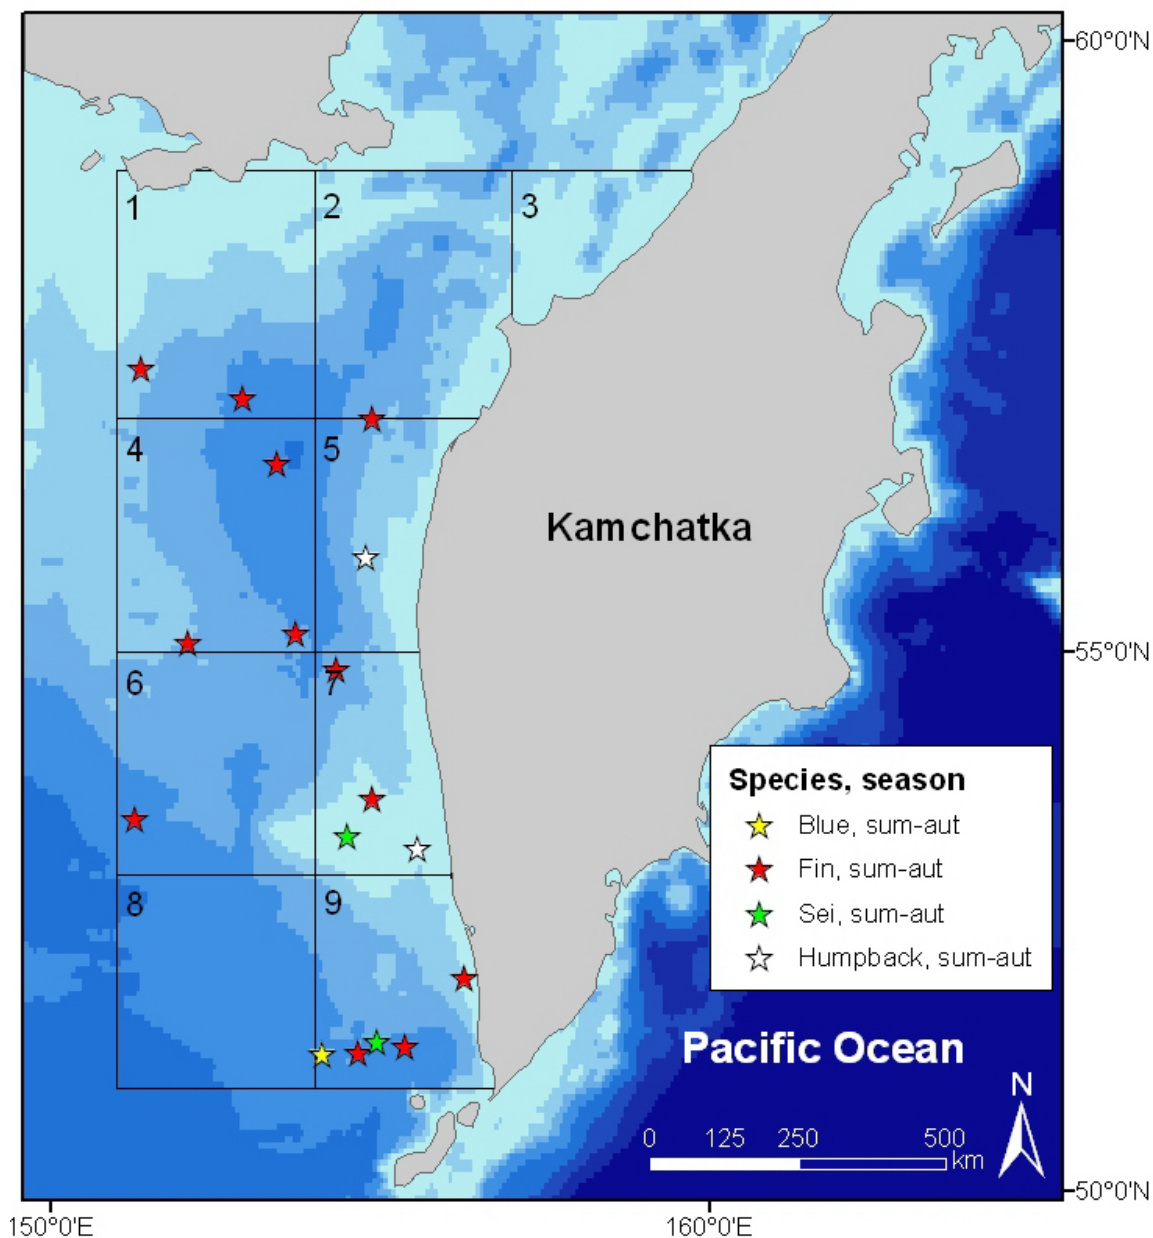 60°0'N
1
2
3
4
5
Kamchatka
55°0'N
6
7
Species, season
Blue, sum-aut
Fin, sum-aut
Sei, sum-aut
Humpback, sum-aut
8
9
Pacific Ocean
N
0 125 250 500
km
50°0'N
150°0'E
160°0'E